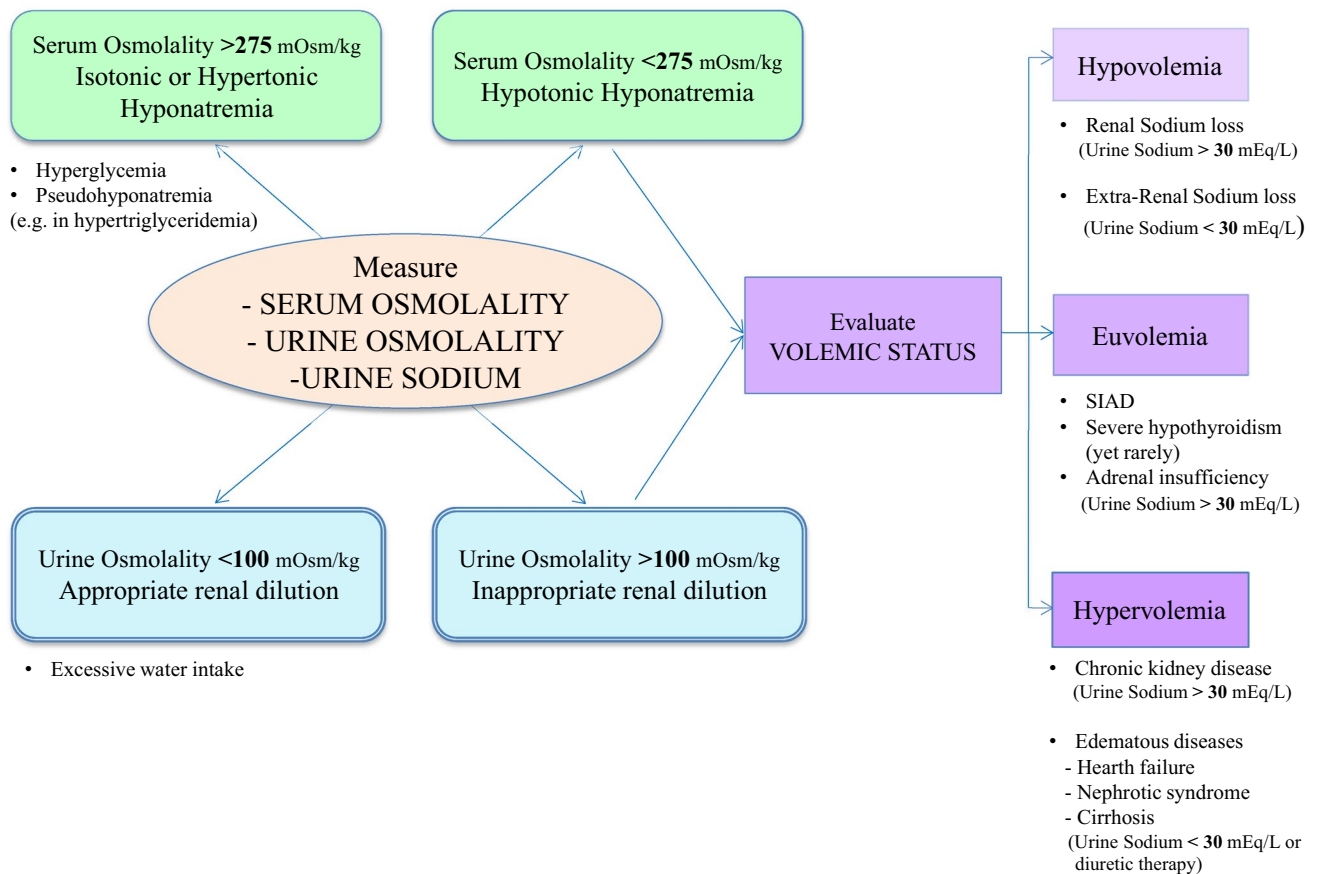 Serum Osmolality >275 mOsm/kg
Isotonic or Hypertonic
Hyponatremia
• Hyperglycemia
• Pseudohyponatremia
(e.g. in hypertriglyceridemia)
Serum Osmolality <275 mOsm/kg
Hypotonic Hyponatremia
Measure
- SERUM OSMOLALITY
- URINE OSMOLALITY
-URINE SODIUM
Urine Osmolality <100 mOsm/kg
Appropriate renal dilution
• Excessive water intake
Urine Osmolality >100 mOsm/kg
Inappropriate renal dilution
Evaluate
VOLEMIC STATUS
Hypovolemia
• Renal Sodium loss
(Urine Sodium > 30 mEq/L)
• Extra-Renal Sodium loss
(Urine Sodium < 30 mEq/L)
Euvolemia
• SIAD
• Severe hypothyroidism
(yet rarely)
• Adrenal insufficiency
(Urine Sodium > 30 mEq/L)
Hypervolemia
• Chronic kidney disease
(Urine Sodium > 30 mEq/L)
• Edematous diseases
- Hearth failure
- Nephrotic syndrome
- Cirrhosis
(Urine Sodium < 30 mEq/L or
diuretic therapy)